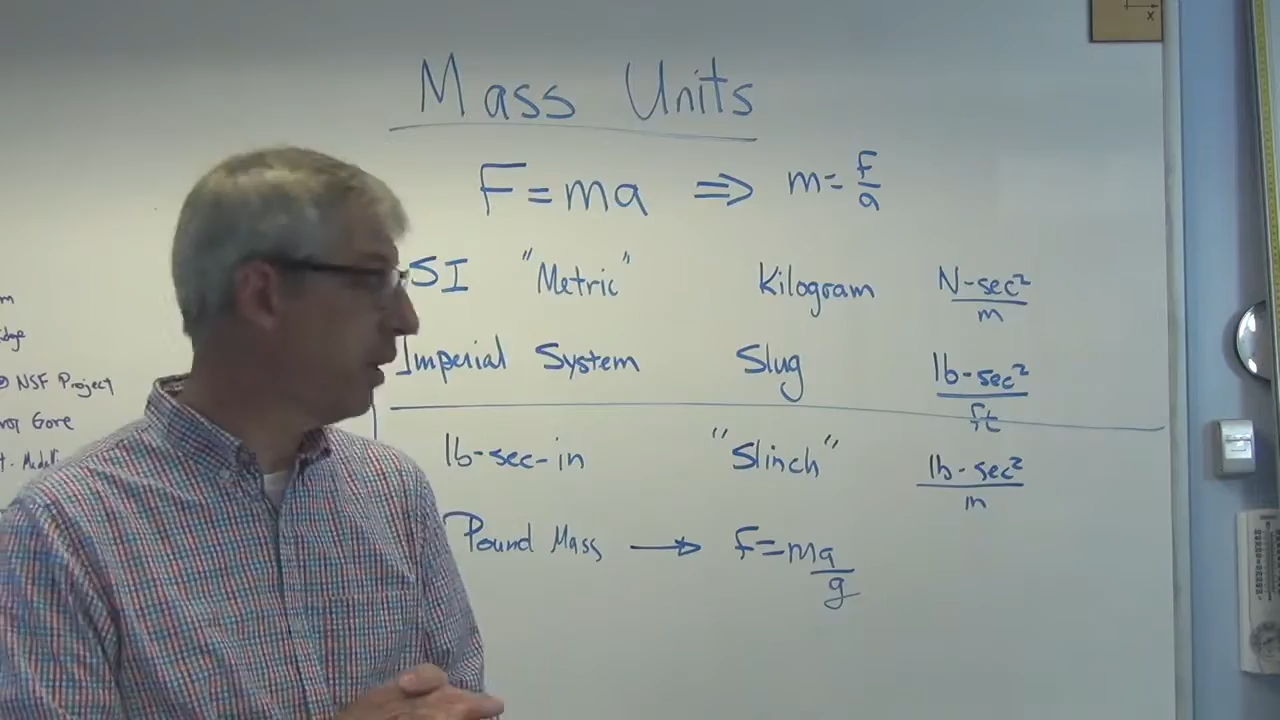 Mass Units
F = ma ⇒ m = F/a
SI "Metric" Kilogram N-sec²/m
Imperial System Slug lb-sec²/ft
lb-sec-in "Slinch" lb-sec²/in
Pound Mass → F = ma/g
m
NSF Project
Gore
x